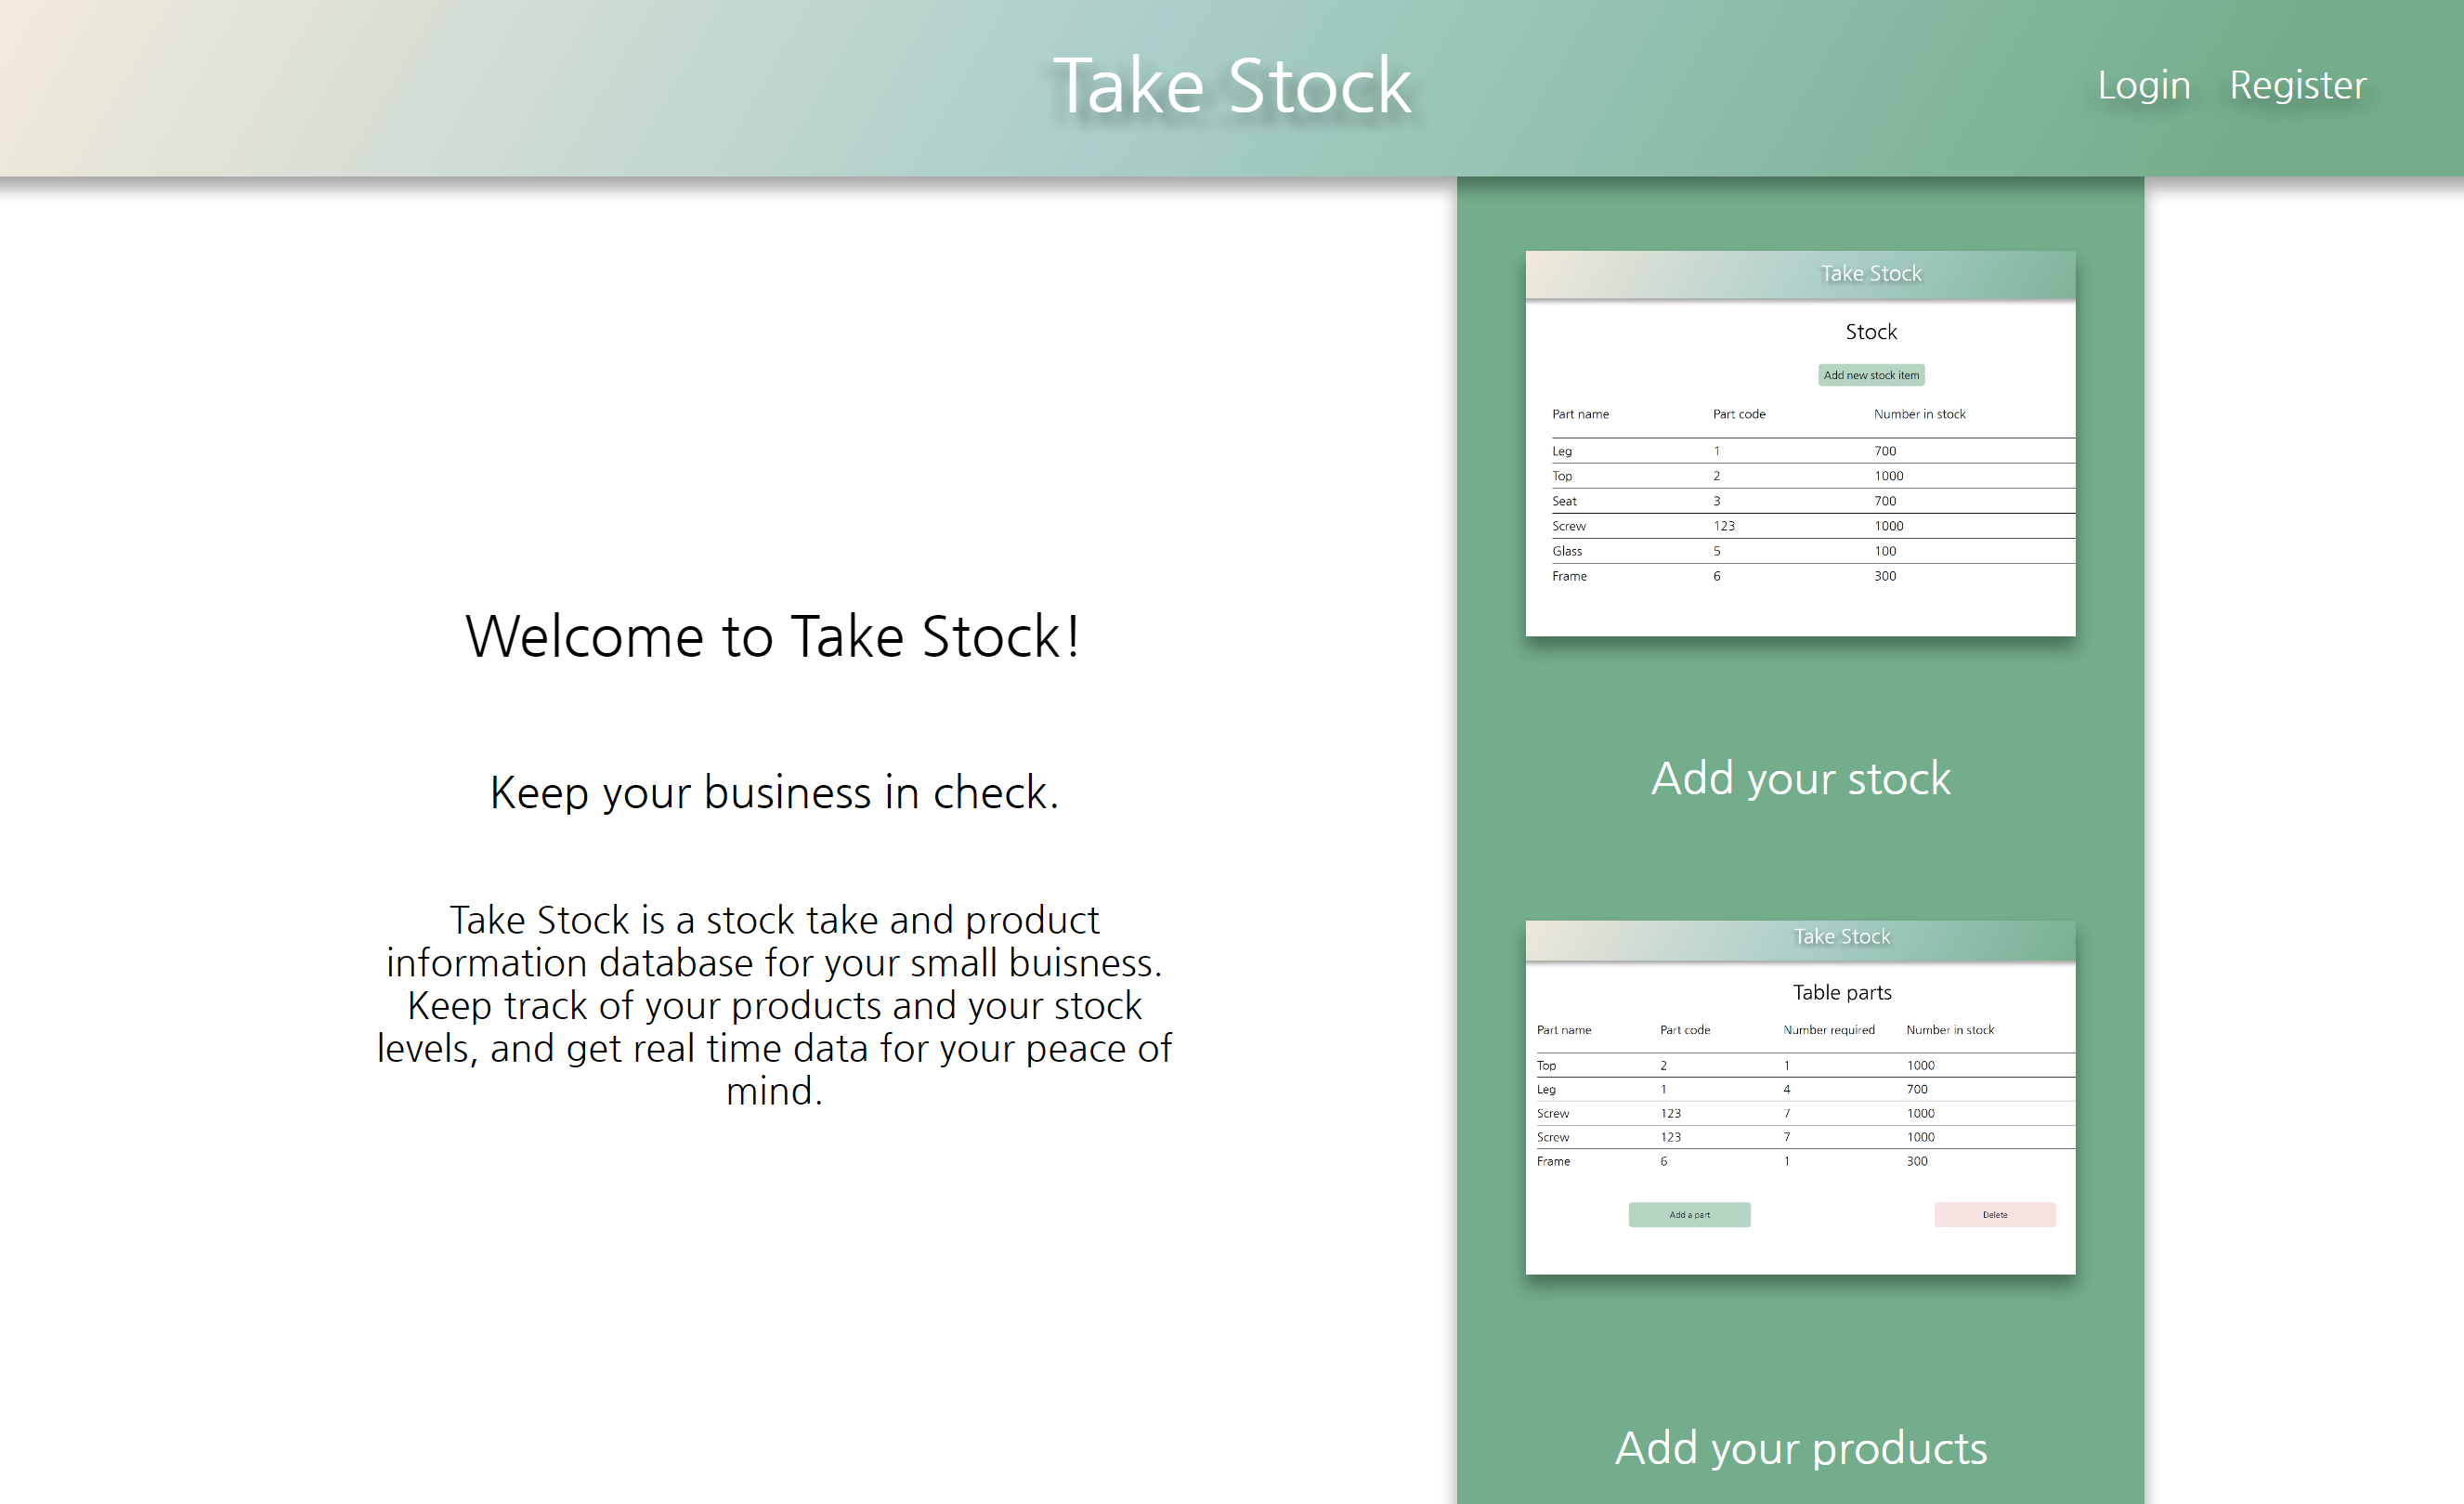 Take Stock
Login Register
Welcome to Take Stock!
Keep your business in check.
Take Stock is a stock take and product
information database for your small buisness.
Keep track of your products and your stock
levels, and get real time data for your peace of
mind.
Take Stock
Stock
Add new stock item
Part name Part code Number in stock
Leg 1 700
Top 2 1000
Seat 3 700
Screw 123 1000
Glass 5 100
Frame 6 300
Add your stock
Take Stock
Table parts
Part name Part code Number required Number in stock
Top 2 1 1000
Leg 1 4 700
Screw 123 7 1000
Screw 123 7 1000
Frame 6 1 300
Add a part Delete
Add your products